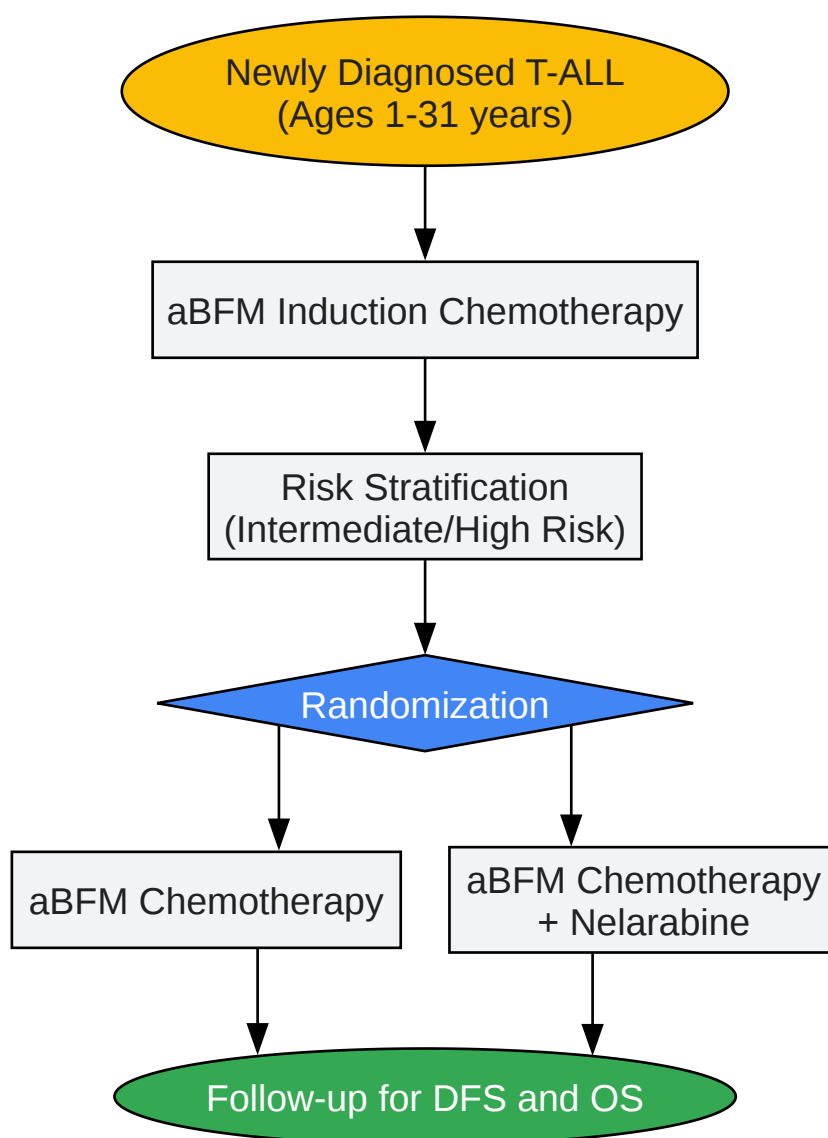 Newly Diagnosed T-ALL
(Ages 1-31 years)
aBFM Induction Chemotherapy
Risk Stratification
(Intermediate/High Risk)
Randomization
aBFM Chemotherapy
aBFM Chemotherapy
+ Nelarabine
Follow-up for DFS and OS